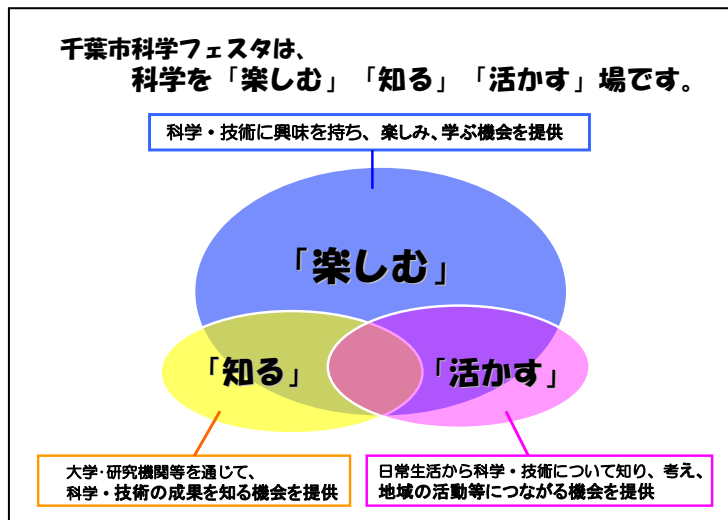 千葉市科学フェスタは、
科学を「楽しむ」「知る」「活かす」場です。
科学・技術に興味を持ち、楽しみ、学ぶ機会を提供
「楽しむ」
「知る」
「活かす」
大学・研究機関等を通じて、
科学・技術の成果を知る機会を提供
日常生活から科学・技術について知り、考え、
地域の活動等につながる機会を提供